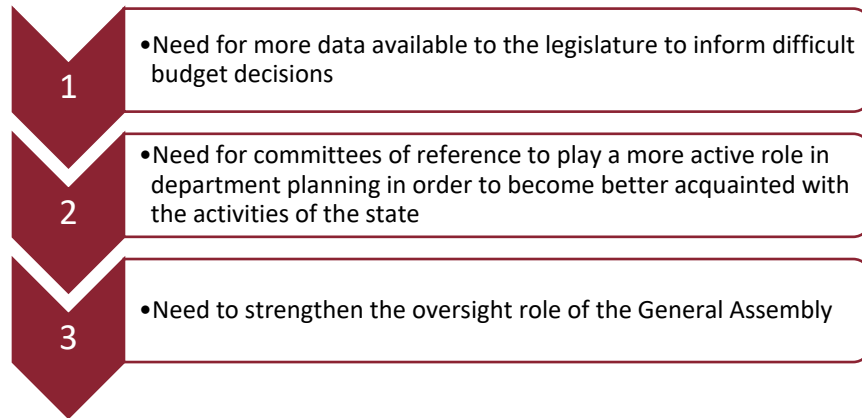 1
•Need for more data available to the legislature to inform difficult
budget decisions
2
•Need for committees of reference to play a more active role in
department planning in order to become better acquainted with
the activities of the state
3
•Need to strengthen the oversight role of the General Assembly